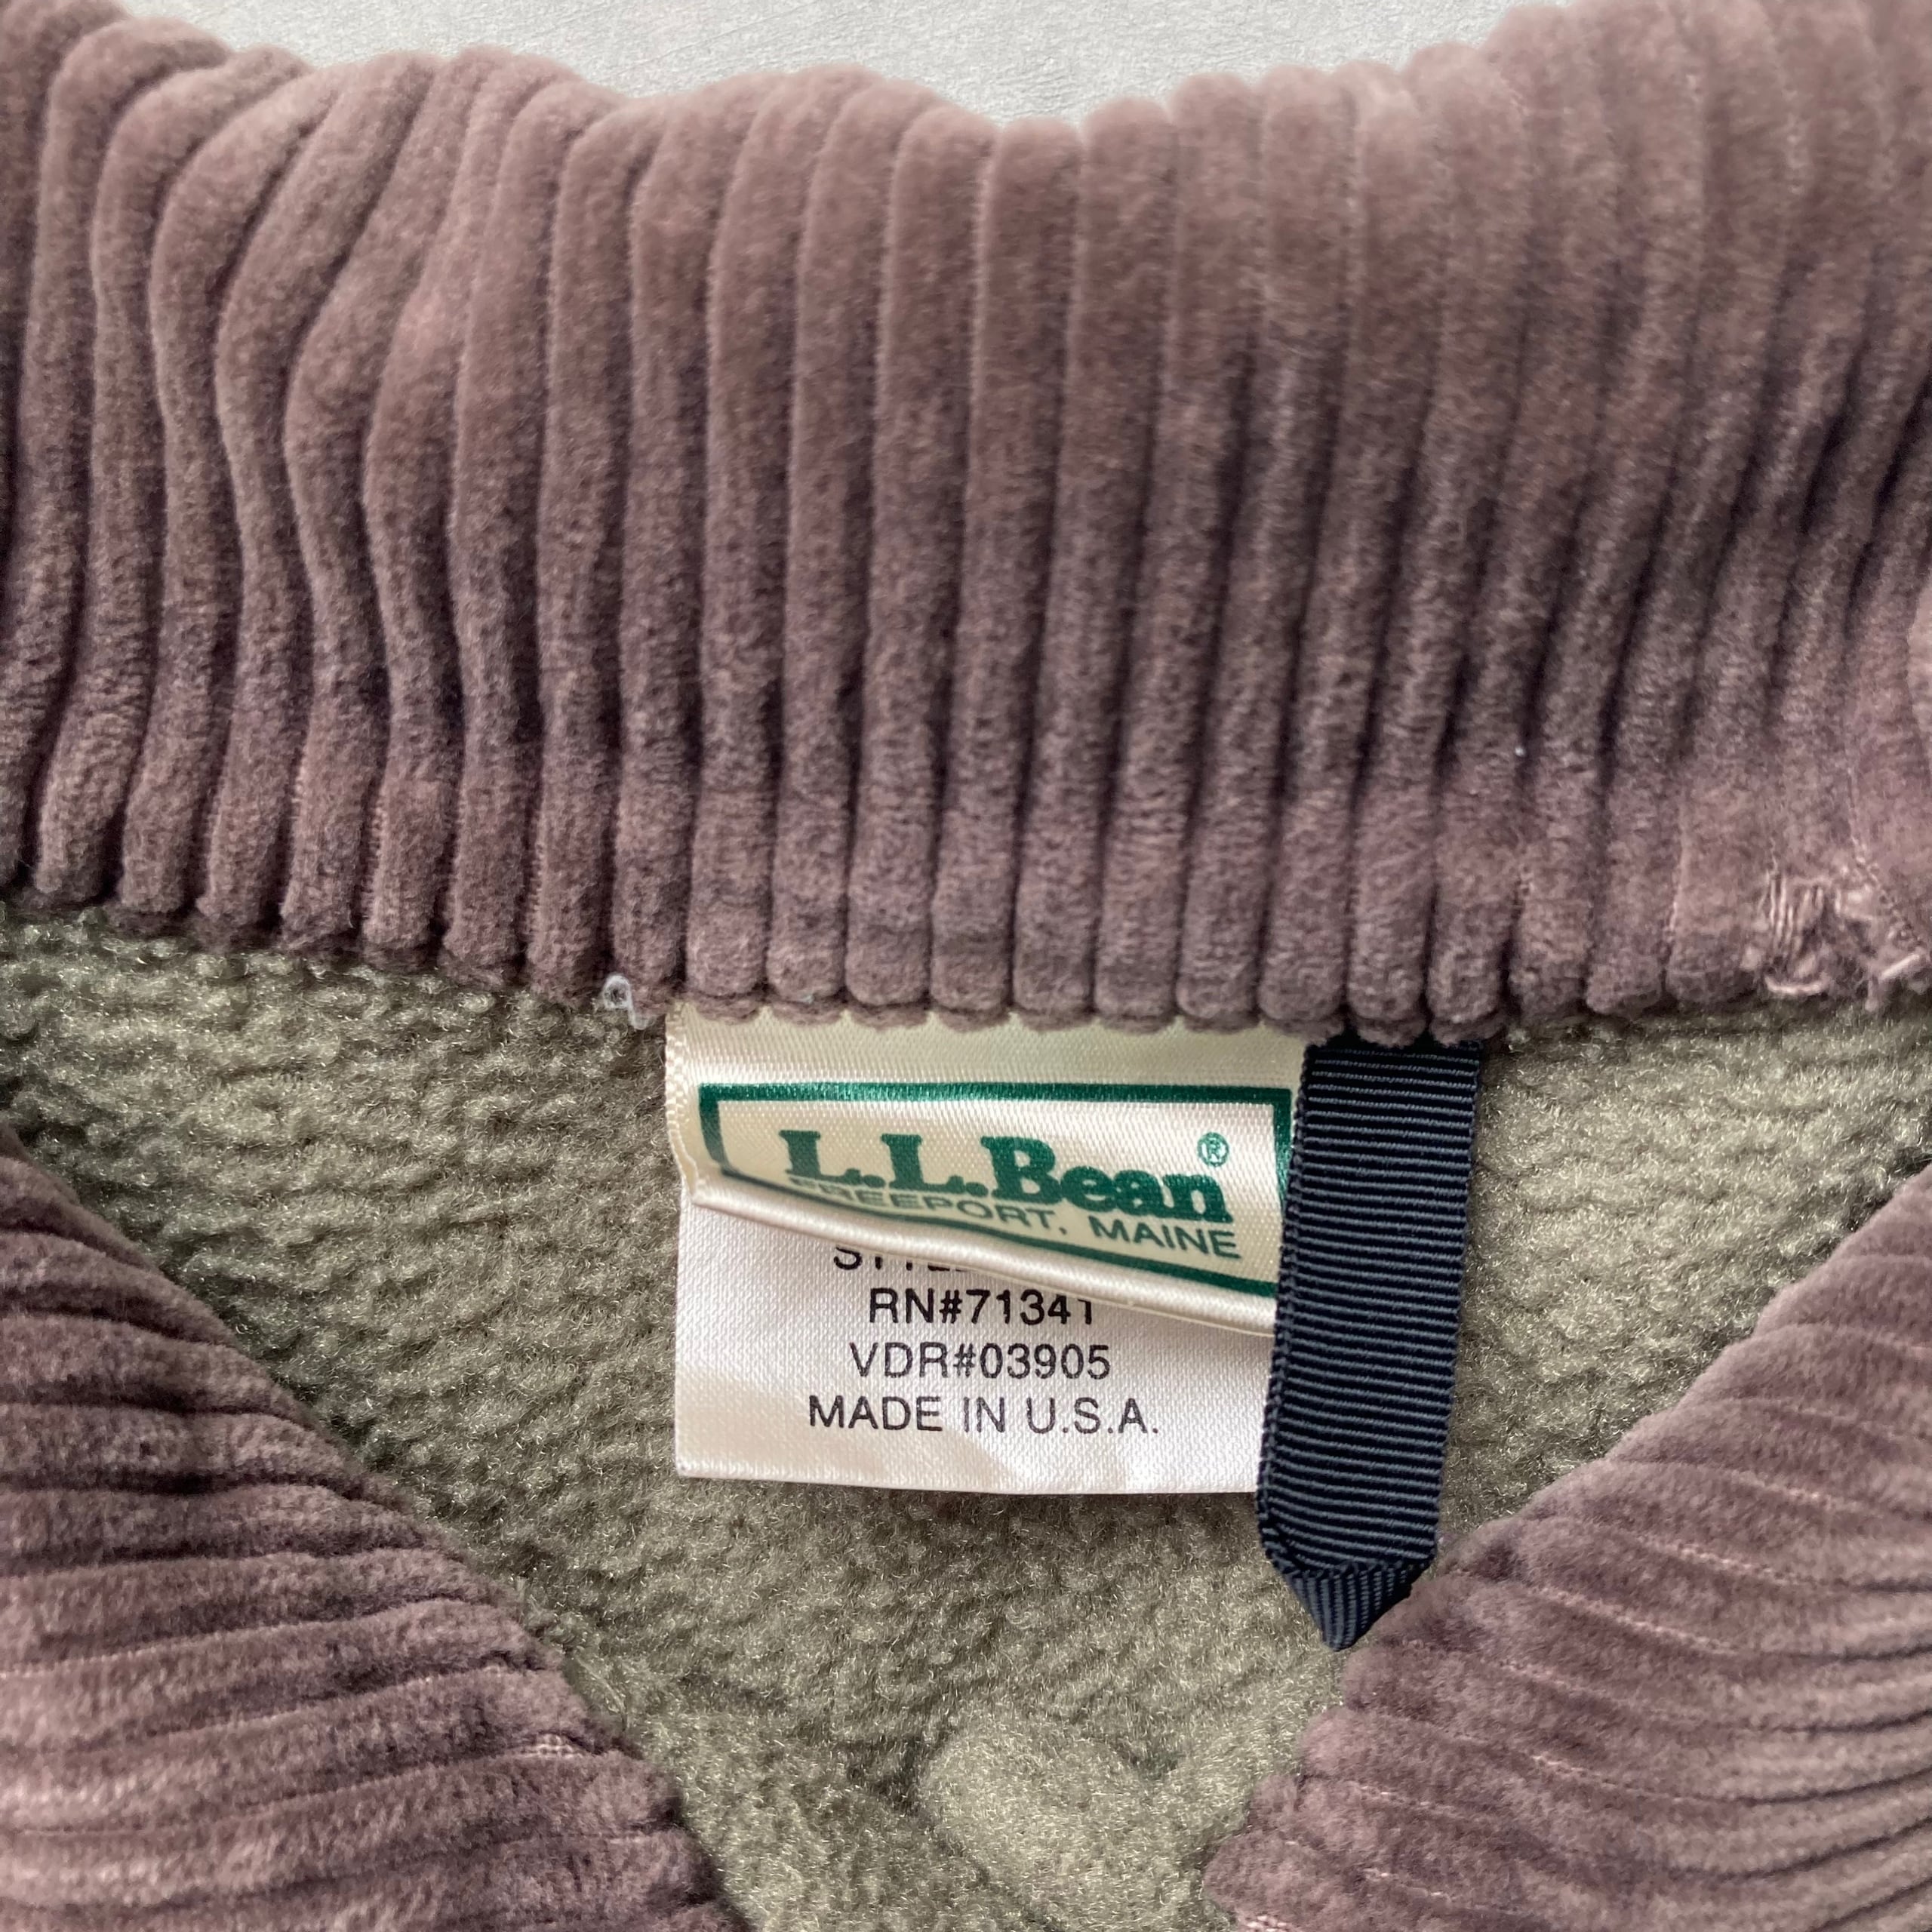 L.L.Bean®
FREEPORT, MAINE
RN#71341
VDR#03905
MADE IN U.S.A.